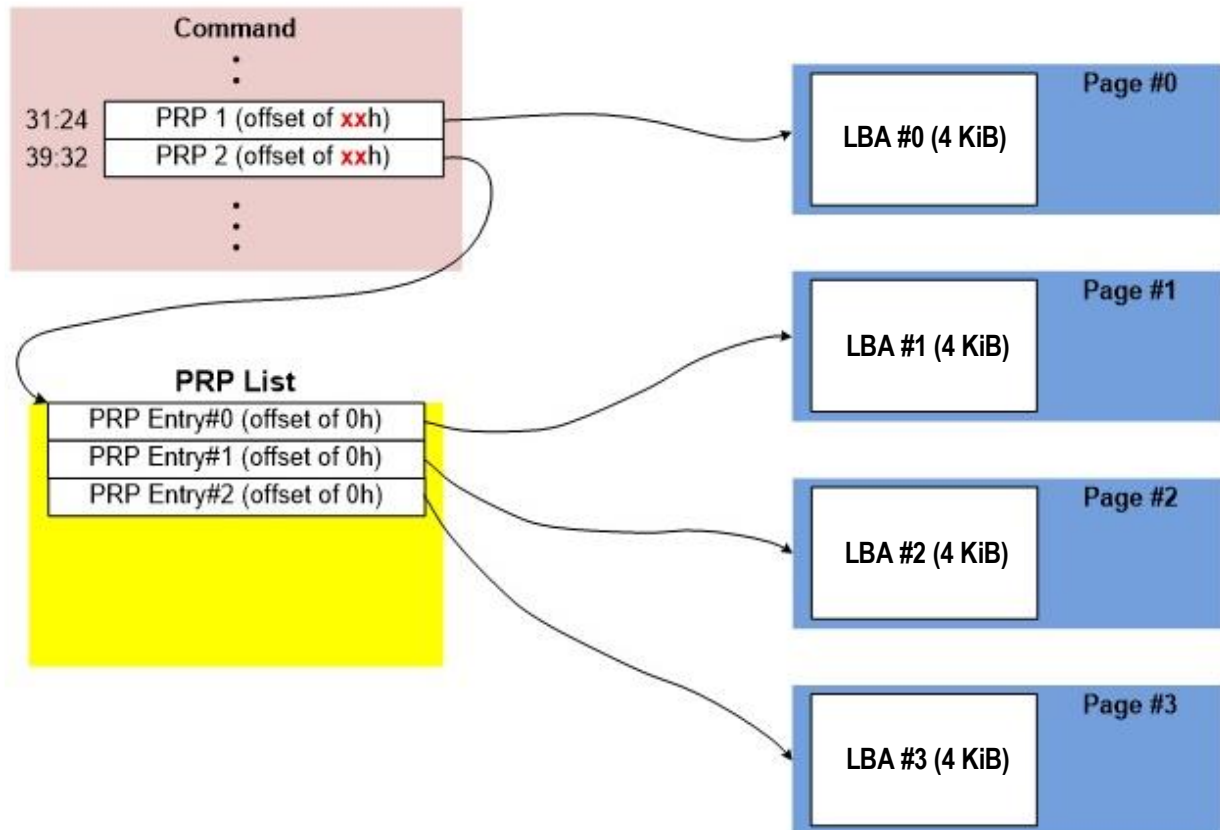 Command
31:24 PRP 1 (offset of xxh)
39:32 PRP 2 (offset of xxh)
PRP List
PRP Entry#0 (offset of 0h)
PRP Entry#1 (offset of 0h)
PRP Entry#2 (offset of 0h)
Page #0
LBA #0 (4 KiB)
Page #1
LBA #1 (4 KiB)
Page #2
LBA #2 (4 KiB)
Page #3
LBA #3 (4 KiB)